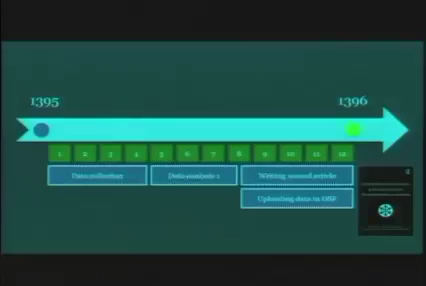 1395
1396
1 2 3 4 5 6 7 8 9 10 11 12
Data collection
Data analysis 1
Writing second article
Uploading data in OSF